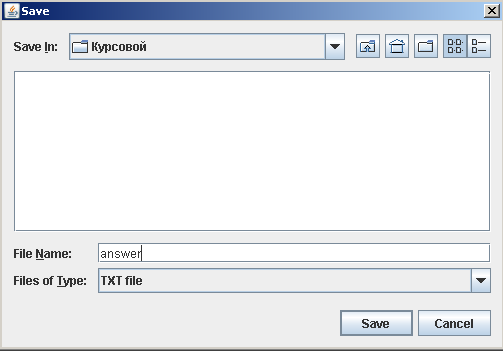 Save
Save In: Курсовой
File Name: answer
Files of Type: TXT file
Save Cancel